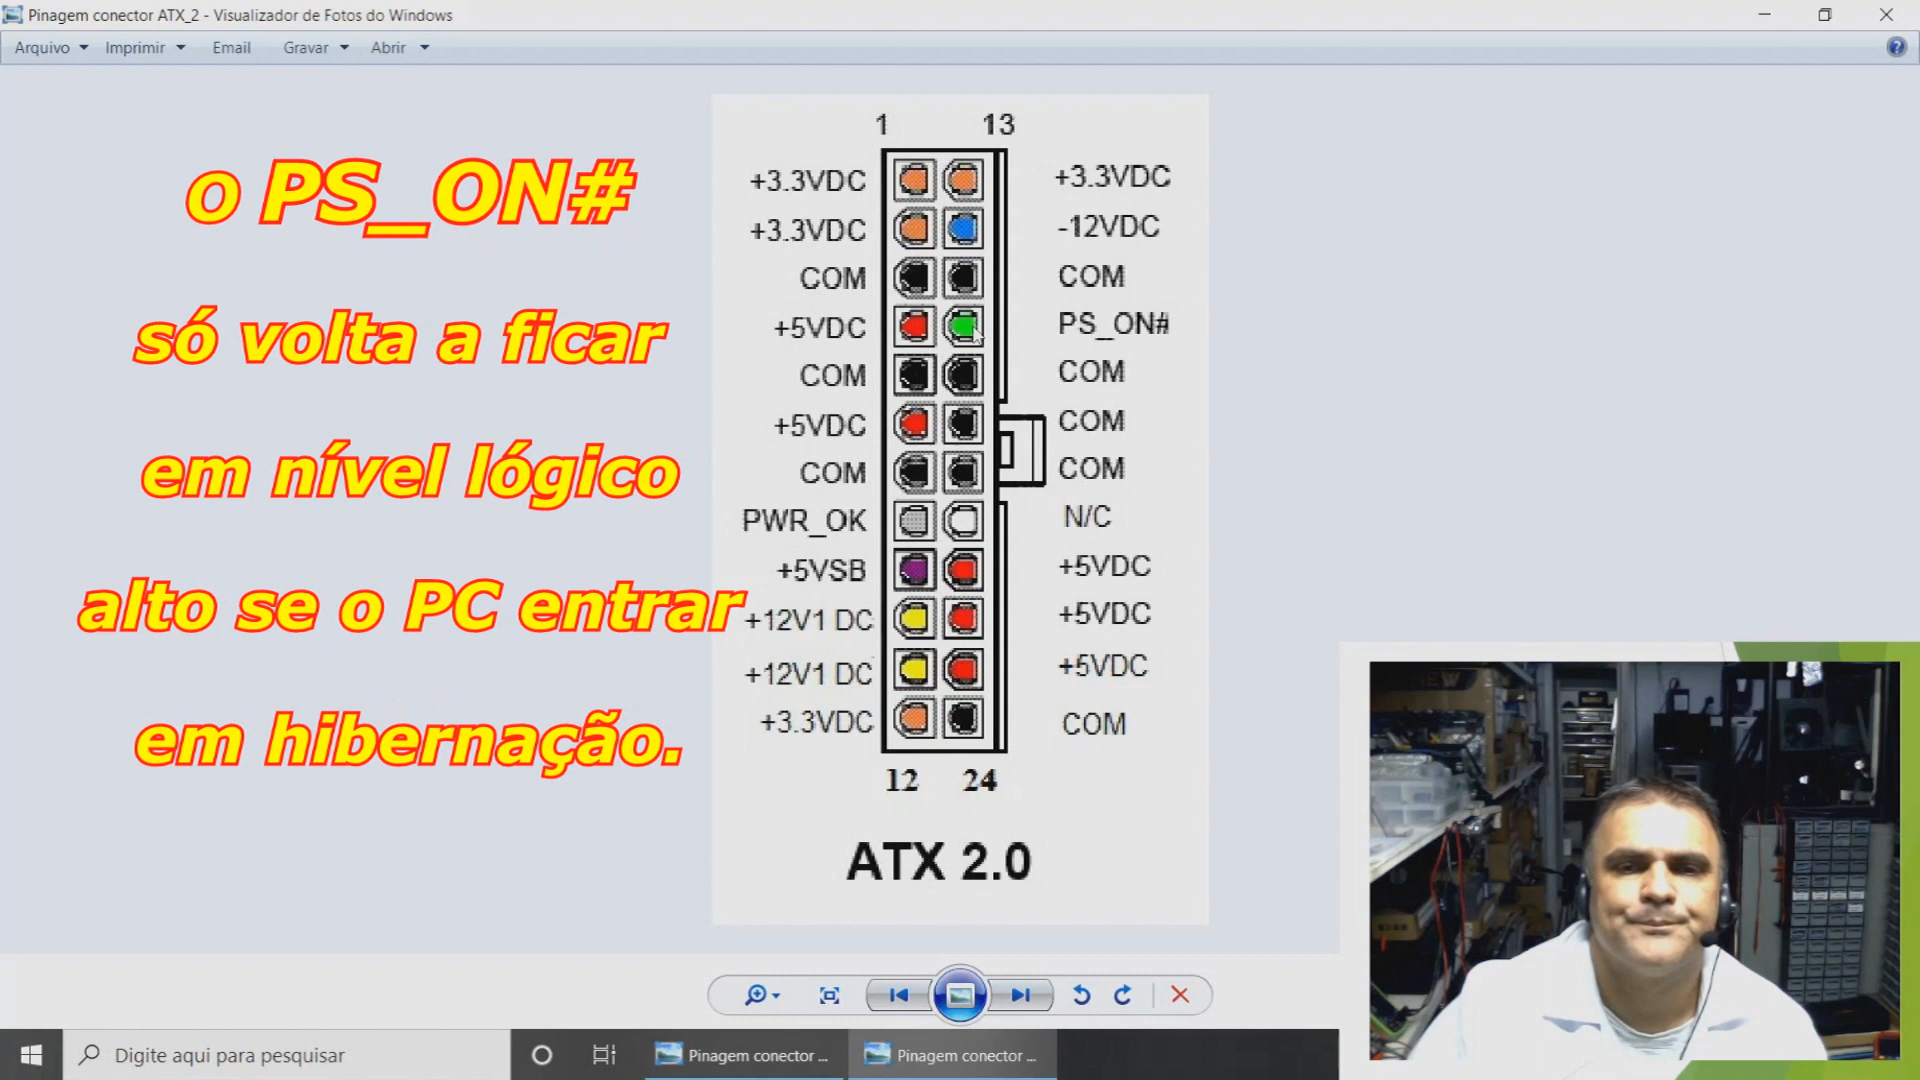 Pinagem conector ATX_2 - Visualizador de Fotos do Windows
Arquivo Imprimir Email Gravar Abrir
o PS_ON#
só volta a ficar
em nível lógico
alto se o PC entrar
em hibernação.
1 13
+3.3VDC +3.3VDC
+3.3VDC -12VDC
COM COM
+5VDC PS_ON#
COM COM
+5VDC COM
COM COM
PWR_OK N/C
+5VSB +5VDC
+12V1 DC +5VDC
+12V1 DC +5VDC
+3.3VDC COM
12 24
ATX 2.0
Digite aqui para pesquisar
Pinagem conector ...
Pinagem conector ...